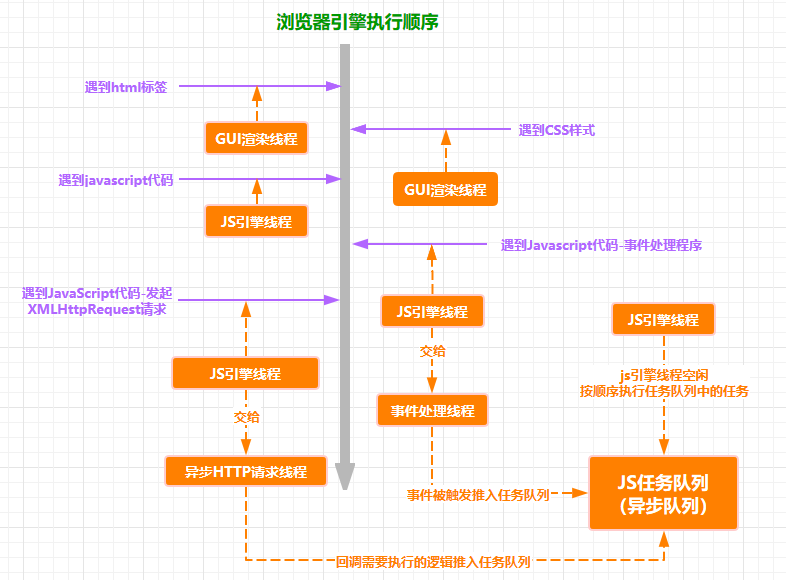 浏览器引擎执行顺序
遇到html标签
GUI渲染线程
遇到CSS样式
GUI渲染线程
遇到javascript代码
JS引擎线程
遇到Javascript代码-事件处理程序
遇到JavaScript代码-发起
XMLHttpRequest请求
JS引擎线程
JS引擎线程
交给
JS引擎线程
js引擎线程空闲
按顺序执行任务队列中的任务
事件处理线程
交给
异步HTTP请求线程
事件被触发推入任务队列
JS任务队列
（异步队列）
回调需要执行的逻辑推入任务队列